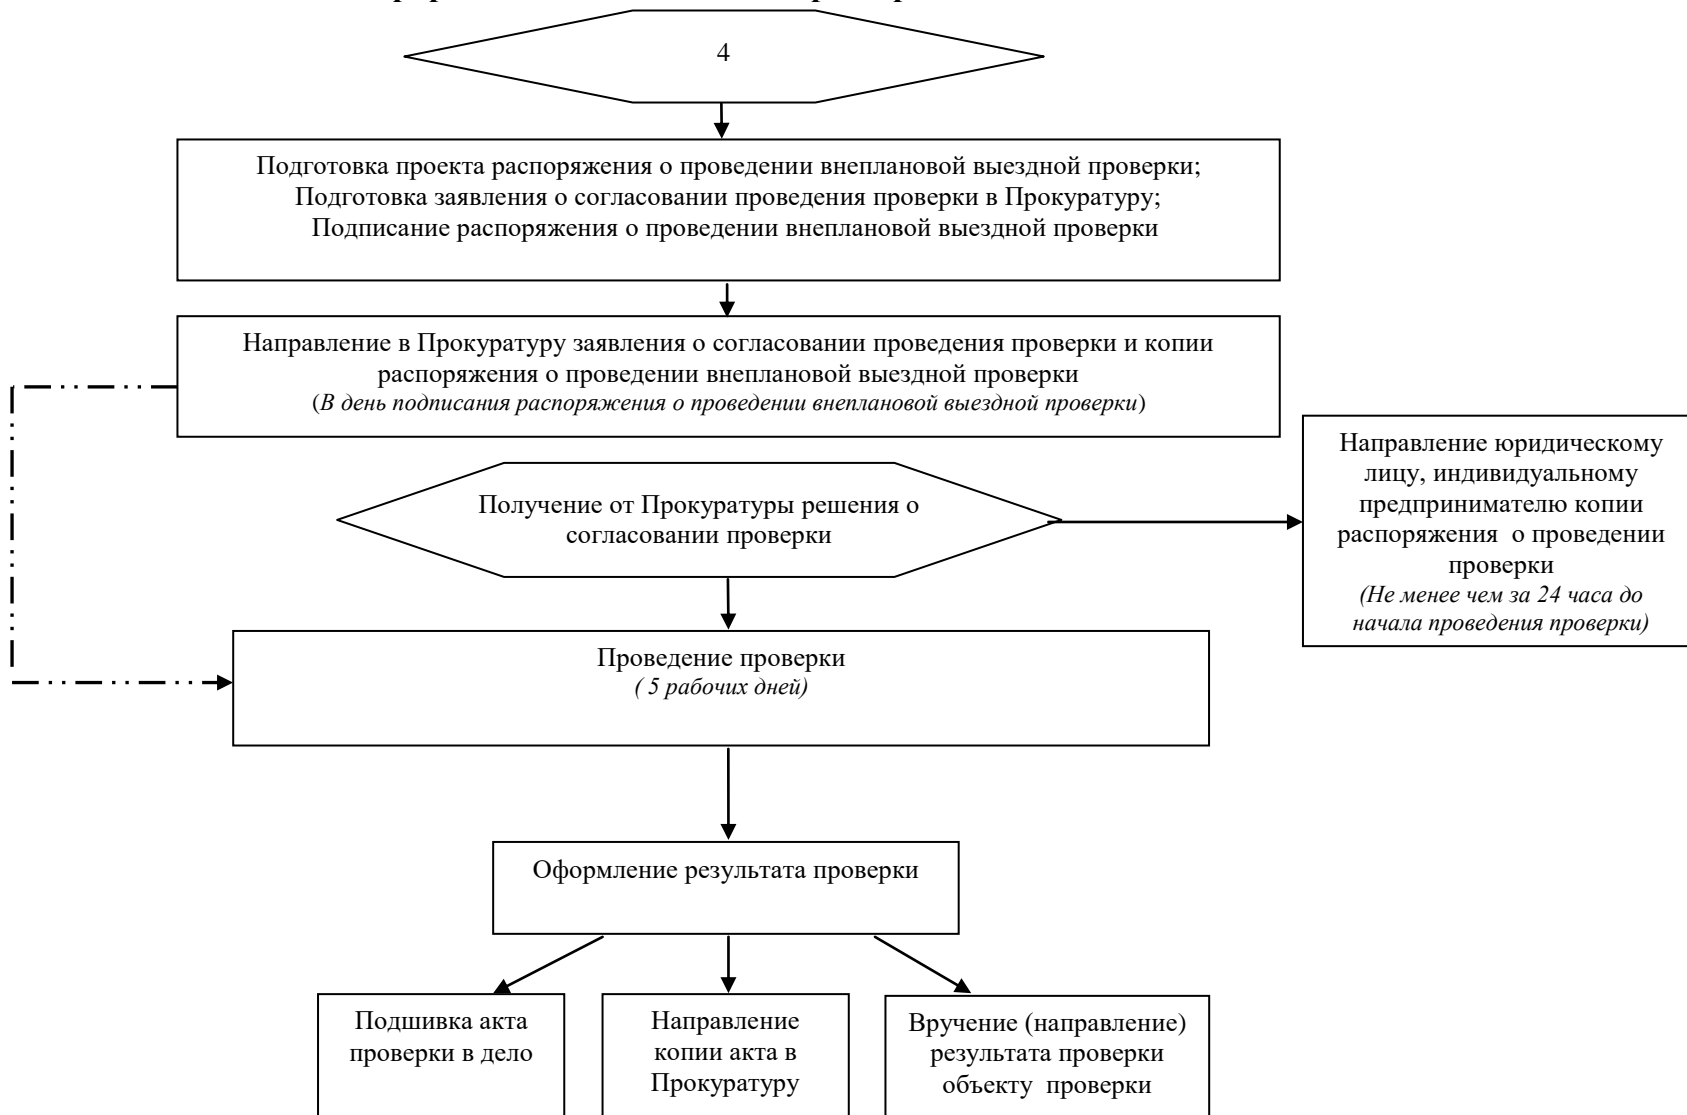 4
Подготовка проекта распоряжения о проведении внеплановой выездной проверки;
Подготовка заявления о согласовании проведения проверки в Прокуратуру;
Подписание распоряжения о проведении внеплановой выездной проверки
Направление в Прокуратуру заявления о согласовании проведения проверки и копии
распоряжения о проведении внеплановой выездной проверки
(В день подписания распоряжения о проведении внеплановой выездной проверки)
Направление юридическому
лицу, индивидуальному
предпринимателю копии
распоряжения о проведении
проверки
(Не менее чем за 24 часа до
начала проведения проверки)
Получение от Прокуратуры решения о
согласовании проверки
Проведение проверки
( 5 рабочих дней)
Оформление результата проверки
Подшивка акта
проверки в дело
Направление
копии акта в
Прокуратуру
Вручение (направление)
результата проверки
объекту проверки